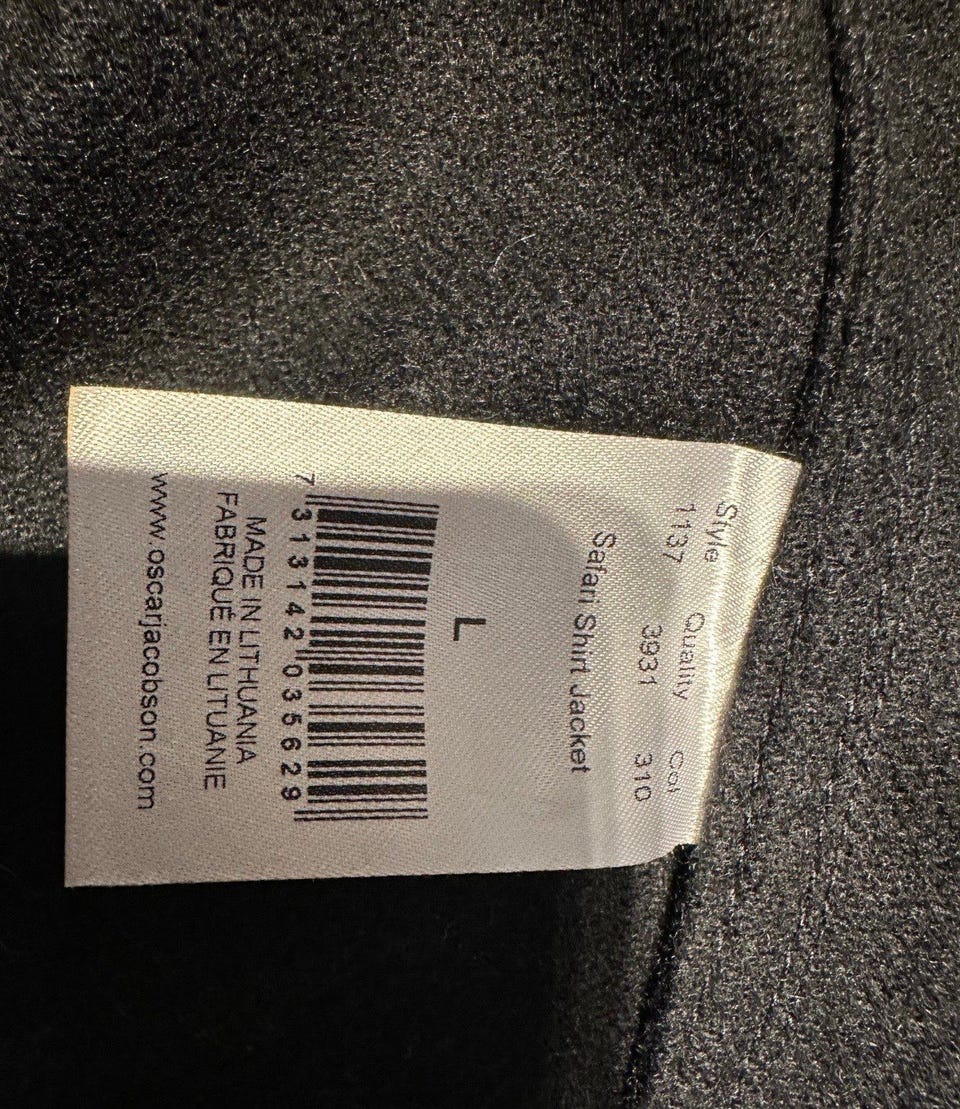 Style Quality Col
1137 3931 310
Safari Shirt Jacket
L
7 313142 035629
MADE IN LITHUANIA
FABRIQUÉ EN LITUANIE
www.oscarjacobson.com